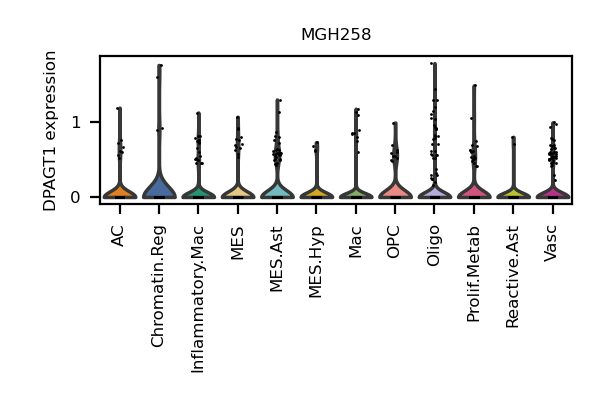 MGH258
DPAGT1 expression
1
0
AC
Chromatin.Reg
Inflammatory.Mac
MES
MES.Ast
MES.Hyp
Mac
OPC
Oligo
Prolif.Metab
Reactive.Ast
Vasc